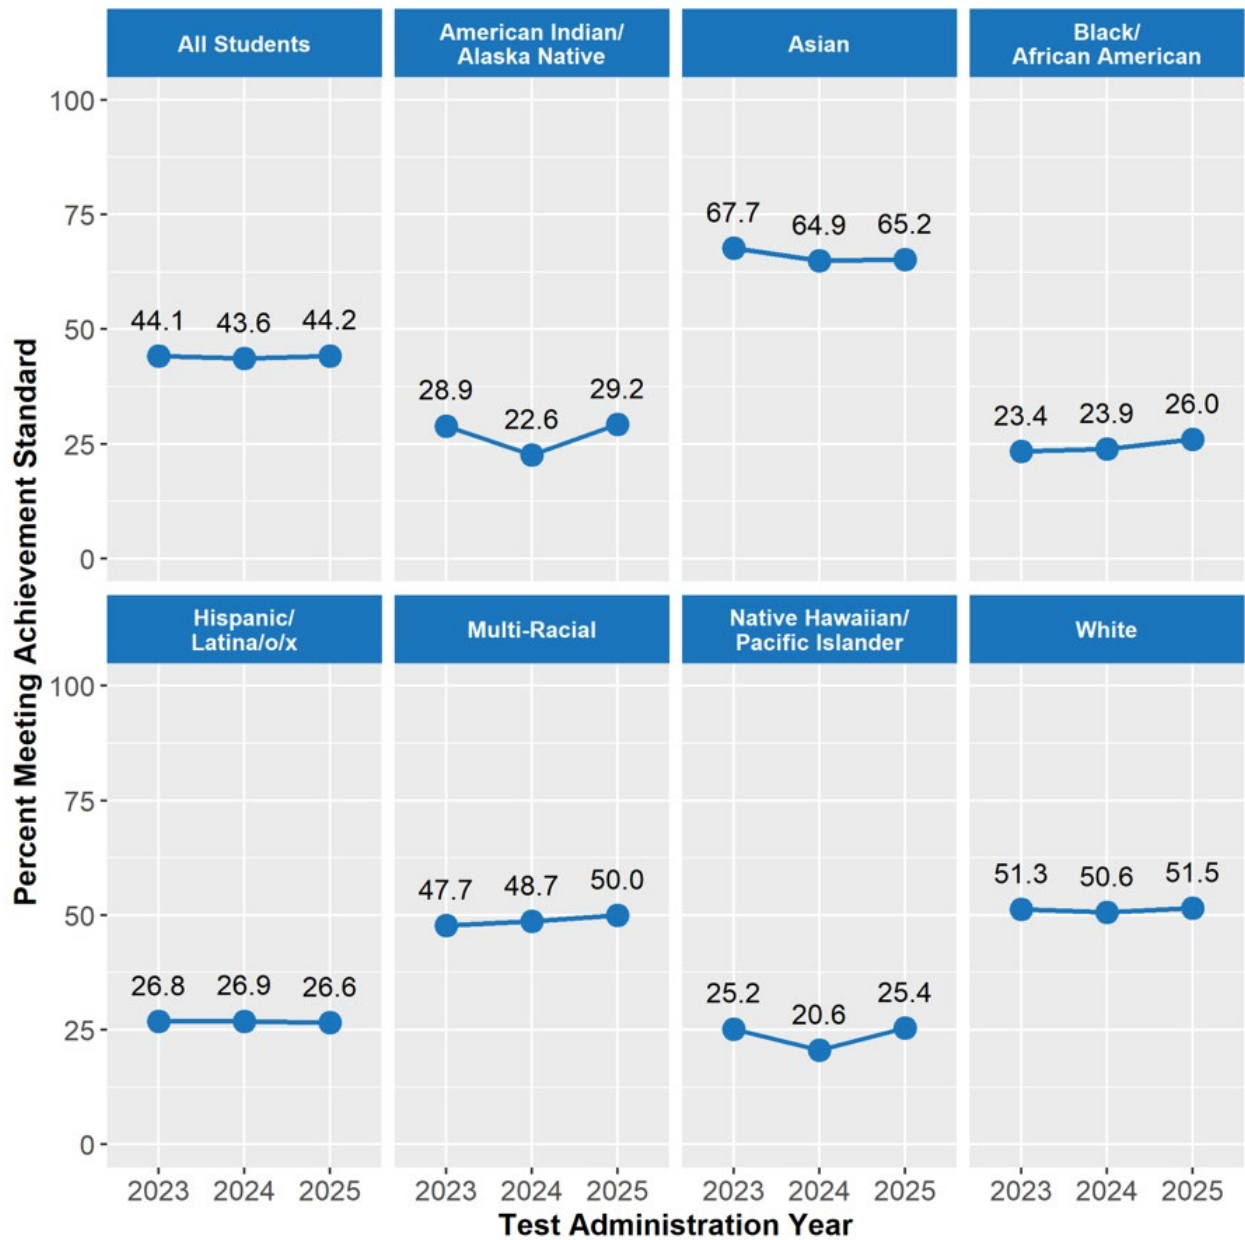 All Students
American Indian/
Alaska Native
Asian
Black/
African American
100
75
50
25
0
44.1 43.6 44.2
28.9 22.6 29.2
67.7 64.9 65.2
23.4 23.9 26.0
Hispanic/
Latina/o/x
Multi-Racial
Native Hawaiian/
Pacific Islander
White
100
75
50
25
0
26.8 26.9 26.6
47.7 48.7 50.0
25.2 20.6 25.4
51.3 50.6 51.5
2023 2024 2025 2023 2024 2025 2023 2024 2025 2023 2024 2025
Test Administration Year
Percent Meeting Achievement Standard